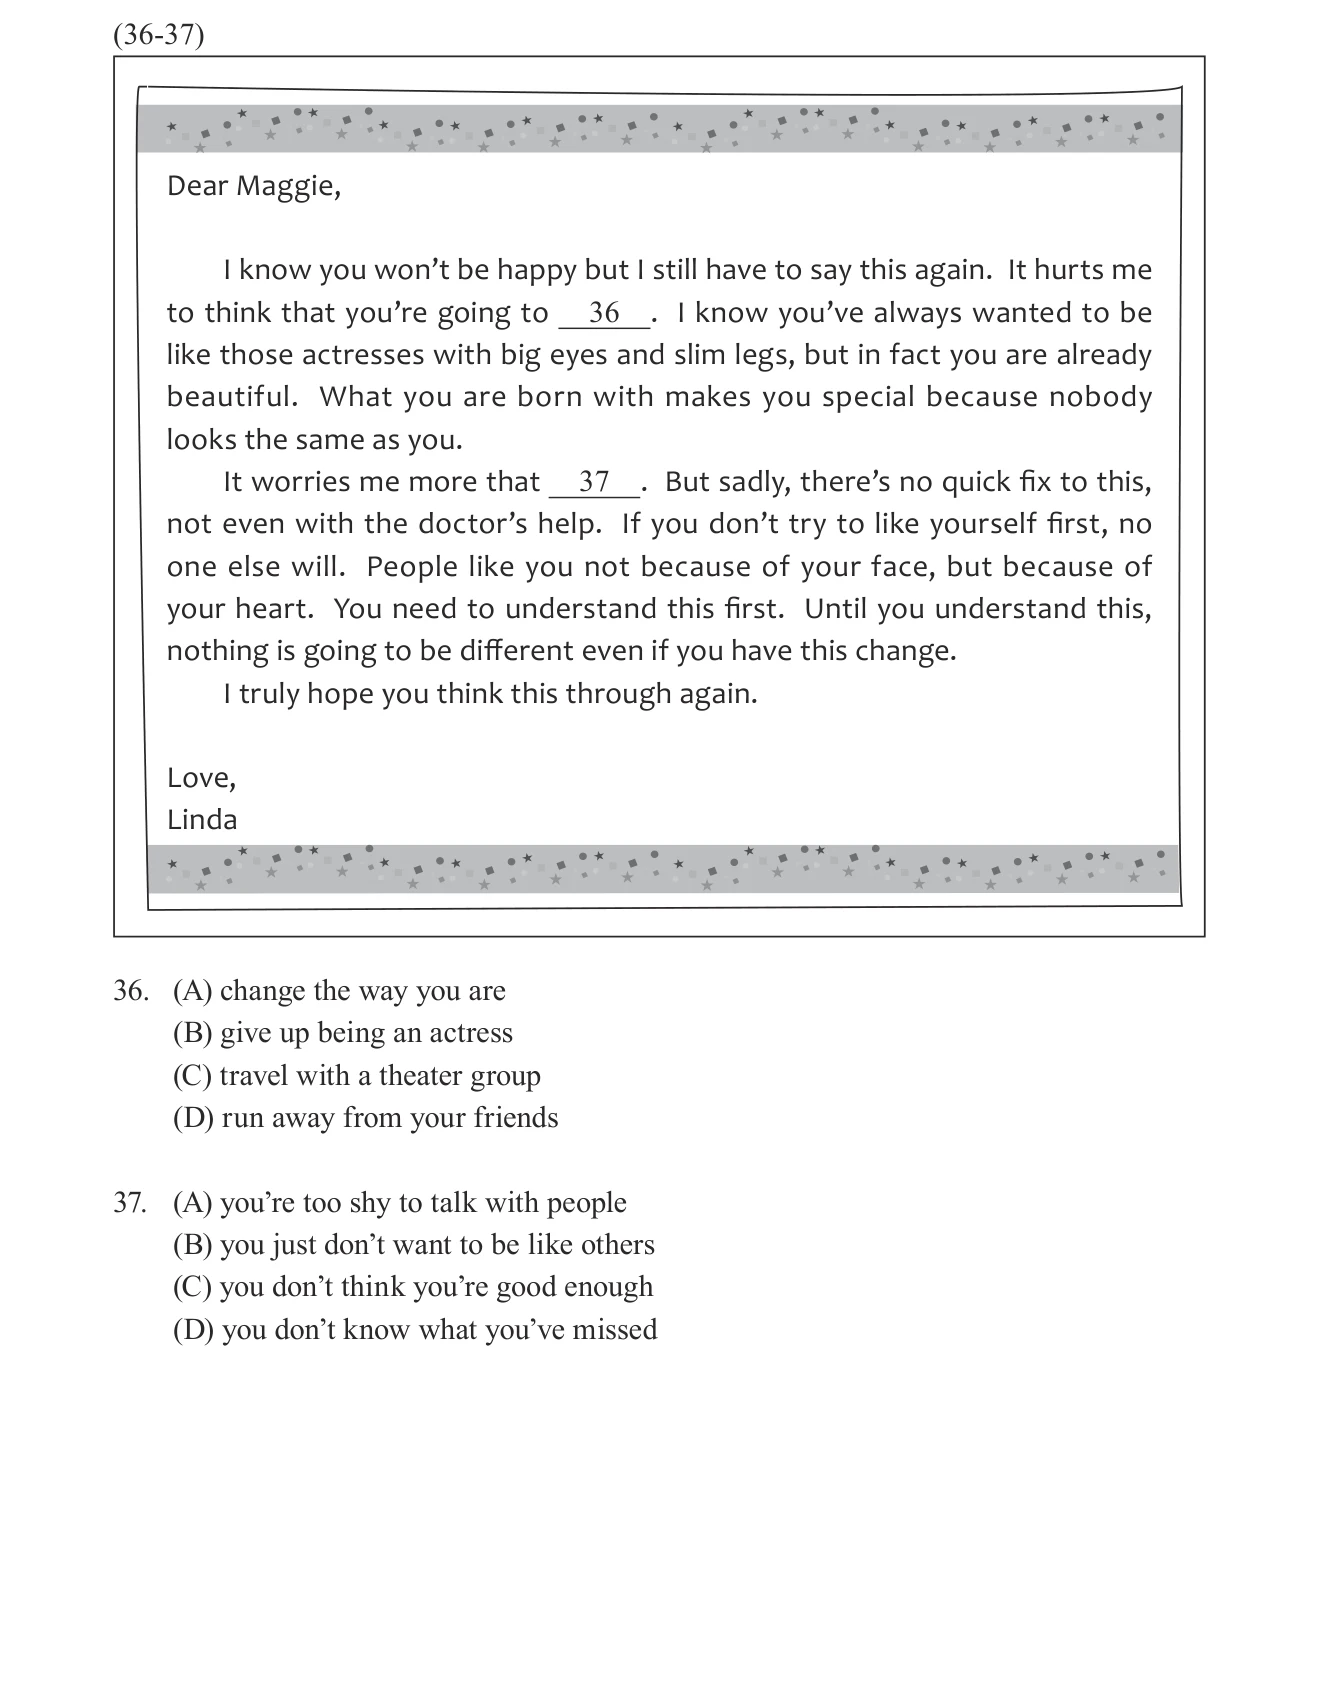 (36-37)
Dear Maggie,
I know you won’t be happy but I still have to say this again. It hurts me
to think that you’re going to 36 . I know you’ve always wanted to be
like those actresses with big eyes and slim legs, but in fact you are already
beautiful. What you are born with makes you special because nobody
looks the same as you.
It worries me more that 37 . But sadly, there’s no quick fix to this,
not even with the doctor’s help. If you don’t try to like yourself first, no
one else will. People like you not because of your face, but because of
your heart. You need to understand this first. Until you understand this,
nothing is going to be different even if you have this change.
I truly hope you think this through again.
Love,
Linda
36. (A) change the way you are
(B) give up being an actress
(C) travel with a theater group
(D) run away from your friends
37. (A) you’re too shy to talk with people
(B) you just don’t want to be like others
(C) you don’t think you’re good enough
(D) you don’t know what you’ve missed